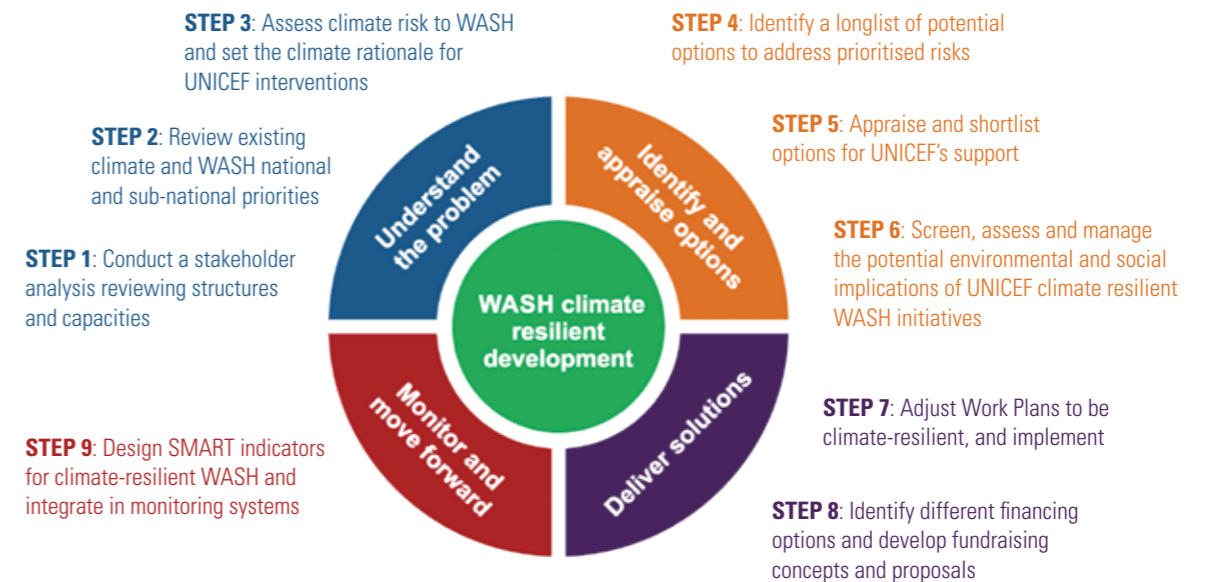 STEP 3: Assess climate risk to WASH
and set the climate rationale for
UNICEF interventions
STEP 4: Identify a longlist of potential
options to address prioritised risks
STEP 2: Review existing
climate and WASH national
and sub-national priorities
STEP 5: Appraise and shortlist
options for UNICEF's support
STEP 1: Conduct a stakeholder
analysis reviewing structures
and capacities
STEP 6: Screen, assess and manage
the potential environmental and social
implications of UNICEF climate resilient
WASH initiatives
Understand
the problem
Identify and
appraise options
WASH climate
resilient
development
Monitor and
move forward
Deliver solutions
STEP 7: Adjust Work Plans to be
climate-resilient, and implement
STEP 9: Design SMART indicators
for climate-resilient WASH and
integrate in monitoring systems
STEP 8: Identify different financing
options and develop fundraising
concepts and proposals